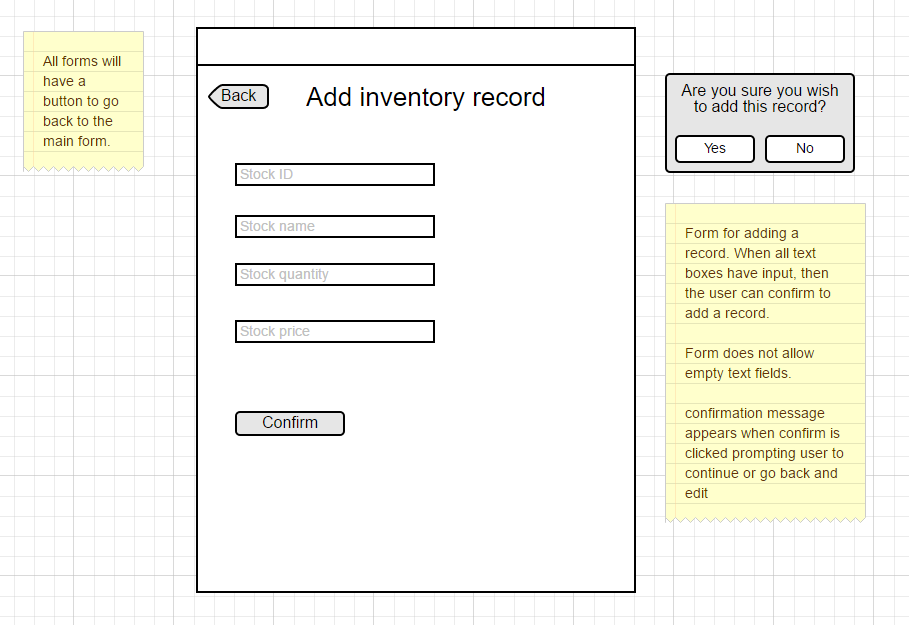 All forms will
have a
button to go
back to the
main form.
Back
Add inventory record
Stock ID
Stock name
Stock quantity
Stock price
Confirm
Are you sure you wish
to add this record?
Yes
No
Form for adding a
record. When all text
boxes have input, then
the user can confirm to
add a record.
Form does not allow
empty text fields.
confirmation message
appears when confirm is
clicked prompting user to
continue or go back and
edit